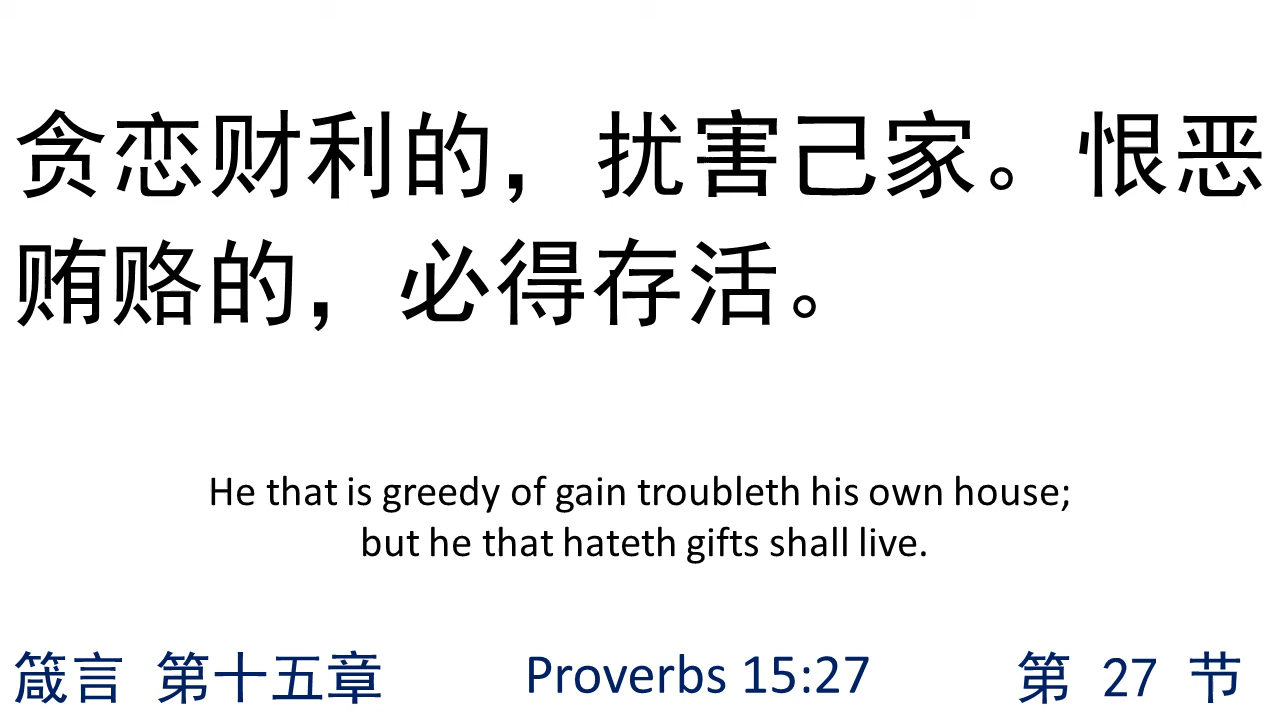 贪恋财利的，扰害己家。恨恶
贿赂的，必得存活。
He that is greedy of gain troubleth his own house;
but he that hateth gifts shall live.
箴言 第十五章 Proverbs 15:27 第 27 节